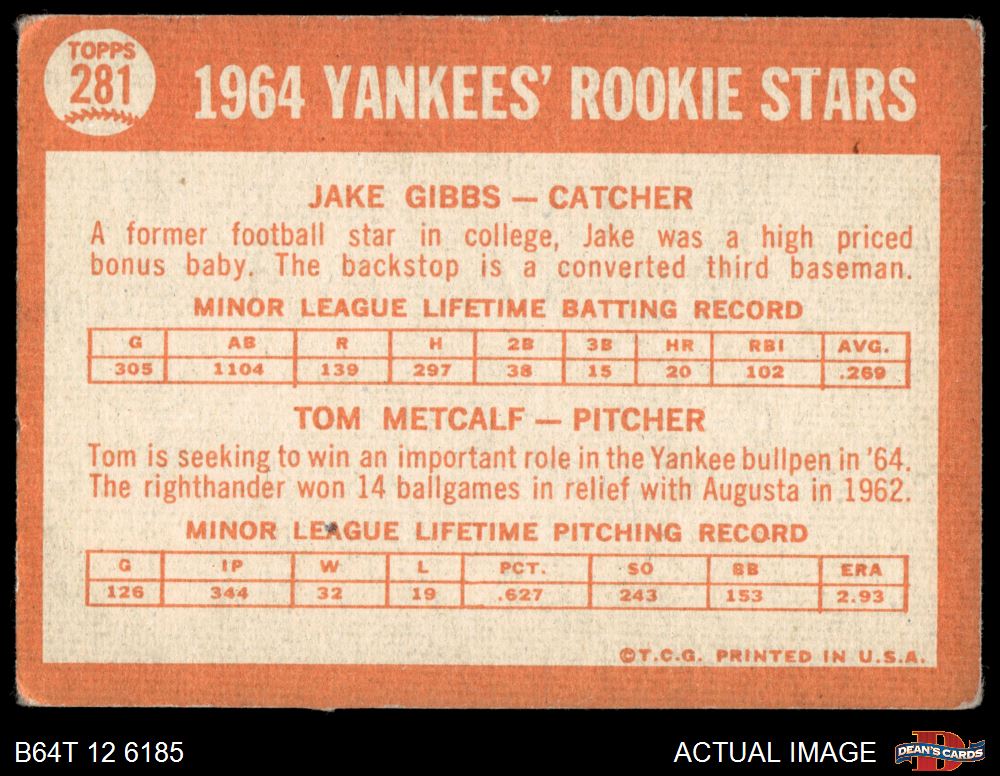 TOPPS
281
1964 YANKEES' ROOKIE STARS
JAKE GIBBS — CATCHER
A former football star in college, Jake was a high priced
bonus baby. The backstop is a converted third baseman.
MINOR LEAGUE LIFETIME BATTING RECORD
G AB R H 2B 3B HR RBI AVG.
305 1104 139 297 38 15 20 102 .269
TOM METCALF — PITCHER
Tom is seeking to win an important role in the Yankee bullpen in '64.
The righthander won 14 ballgames in relief with Augusta in 1962.
MINOR LEAGUE LIFETIME PITCHING RECORD
G IP W L PCT. SO BB ERA
126 344 32 19 .627 243 153 2.93
©T.C.G. PRINTED IN U.S.A.
B64T 12 6185
ACTUAL IMAGE
DEAN'S CARDS